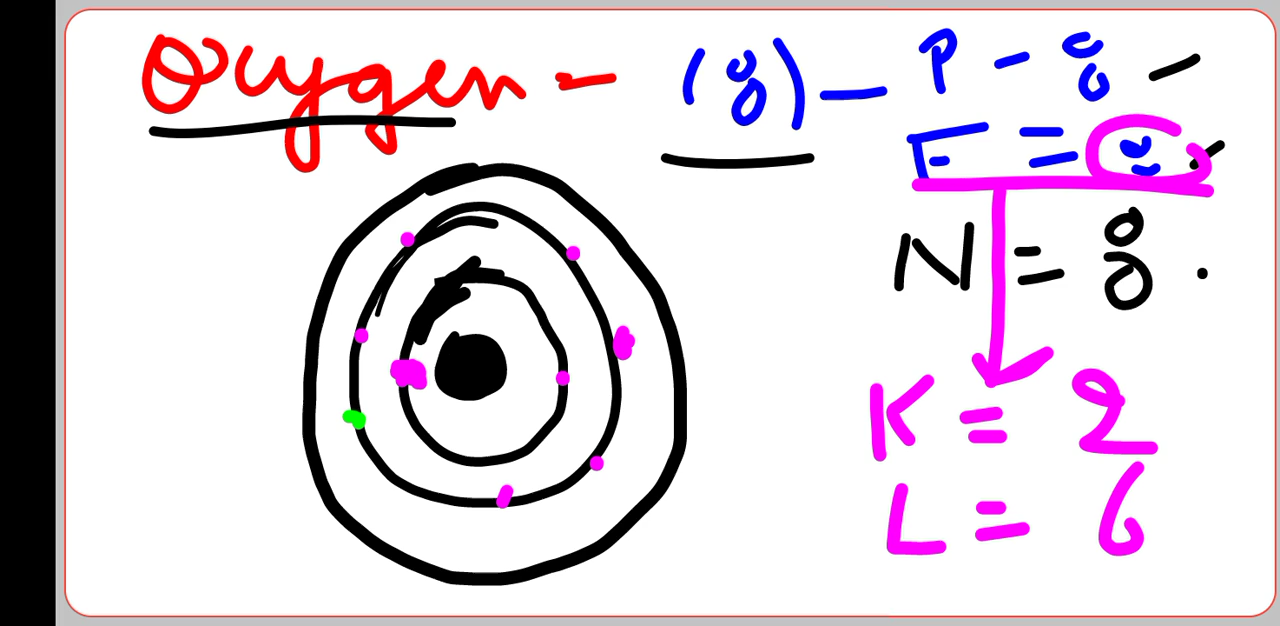 Oxygen - (8) - P - 8
E = 8
N = 8
K = 2
L = 6